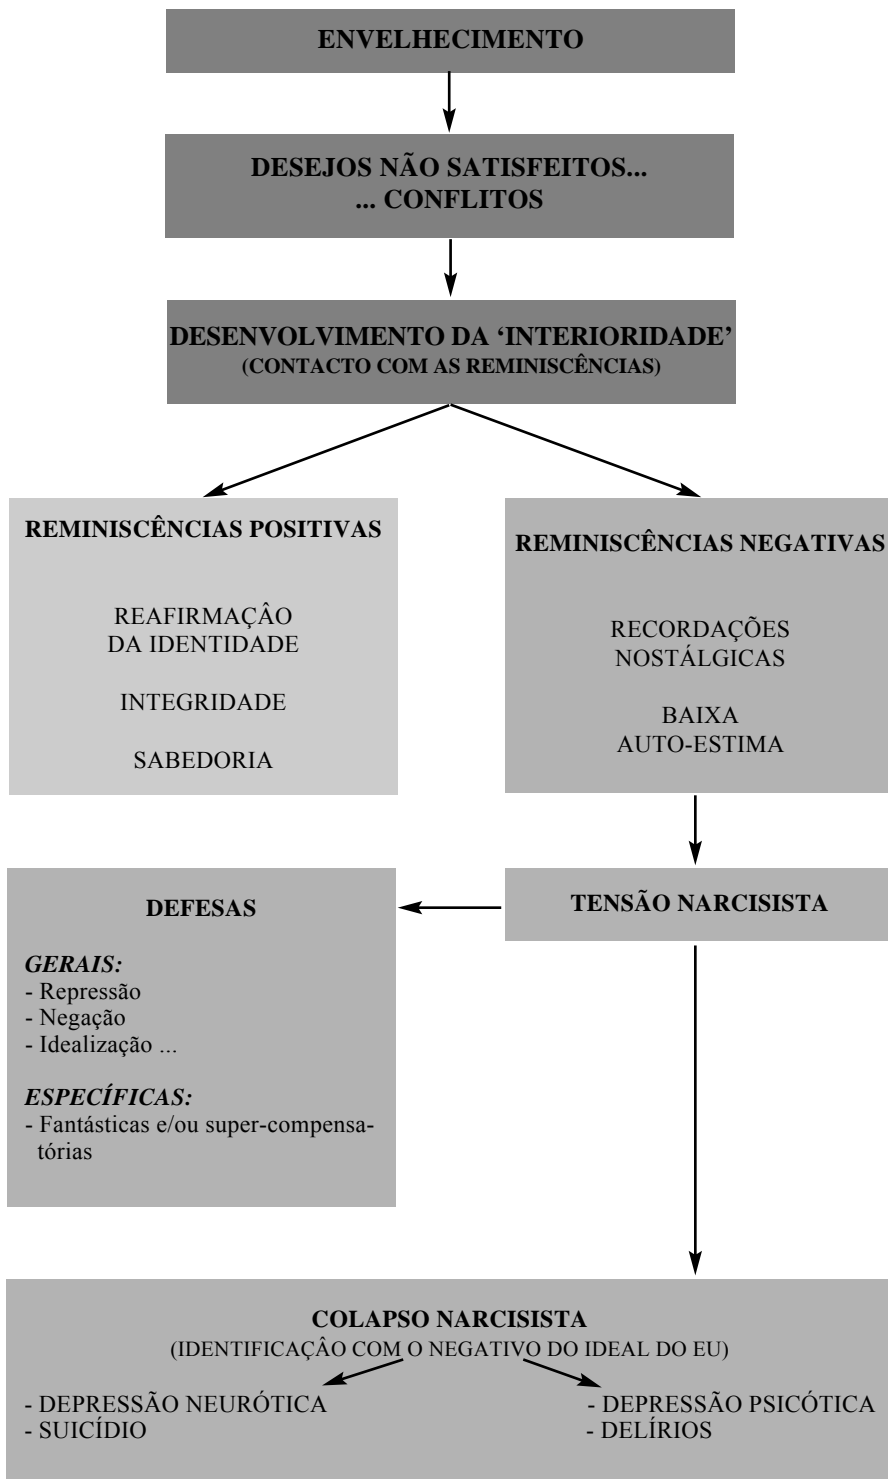 ENVELHECIMENTO
DESEJOS NÃO SATISFEITOS...
... CONFLITOS
DESENVOLVIMENTO DA ‘INTERIORIDADE’
(CONTACTO COM AS REMINISCÊNCIAS)
REMINISCÊNCIAS POSITIVAS
REAFIRMAÇÂO
DA IDENTIDADE
INTEGRIDADE
SABEDORIA
REMINISCÊNCIAS NEGATIVAS
RECORDAÇÕES
NOSTÁLGICAS
BAIXA
AUTO-ESTIMA
TENSÃO NARCISISTA
DEFESAS
GERAIS:
- Repressão
- Negação
- Idealização ...
ESPECÍFICAS:
- Fantásticas e/ou super-compensa-
tórias
COLAPSO NARCISISTA
(IDENTIFICAÇÂO COM O NEGATIVO DO IDEAL DO EU)
- DEPRESSÃO NEURÓTICA
- SUICÍDIO
- DEPRESSÃO PSICÓTICA
- DELÍRIOS